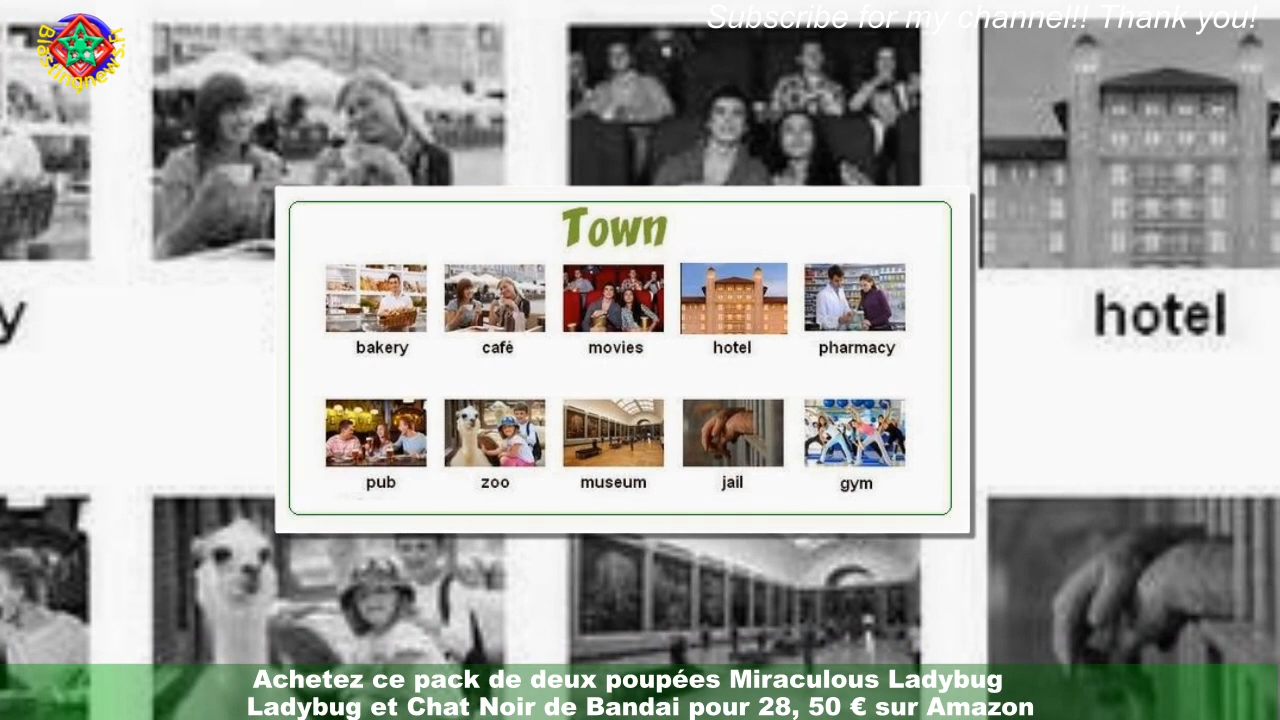 Subscribe for my channel!! Thank you!
Blastingnews
U.S
y
hotel
Town
bakery café movies hotel pharmacy
pub zoo museum jail gym
Achetez ce pack de deux poupées Miraculous Ladybug
Ladybug et Chat Noir de Bandai pour 28, 50 € sur Amazon